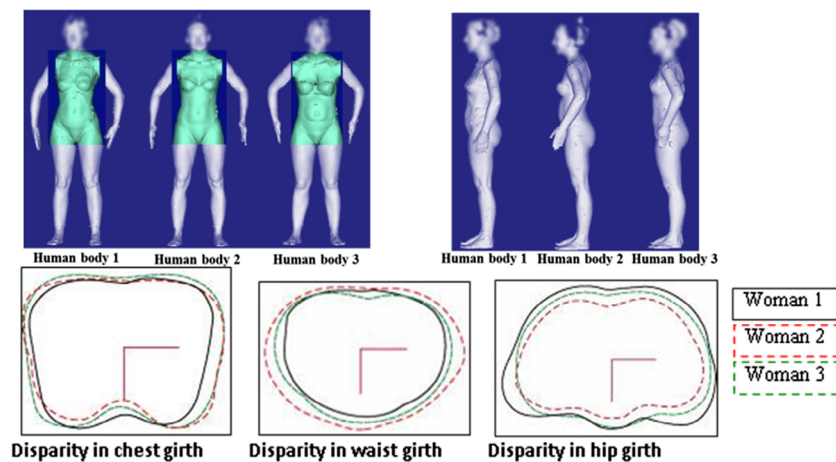 Human body 1 Human body 2 Human body 3
Human body 1 Human body 2 Human body 3
Woman 1
Woman 2
Woman 3
Disparity in chest girth
Disparity in waist girth
Disparity in hip girth